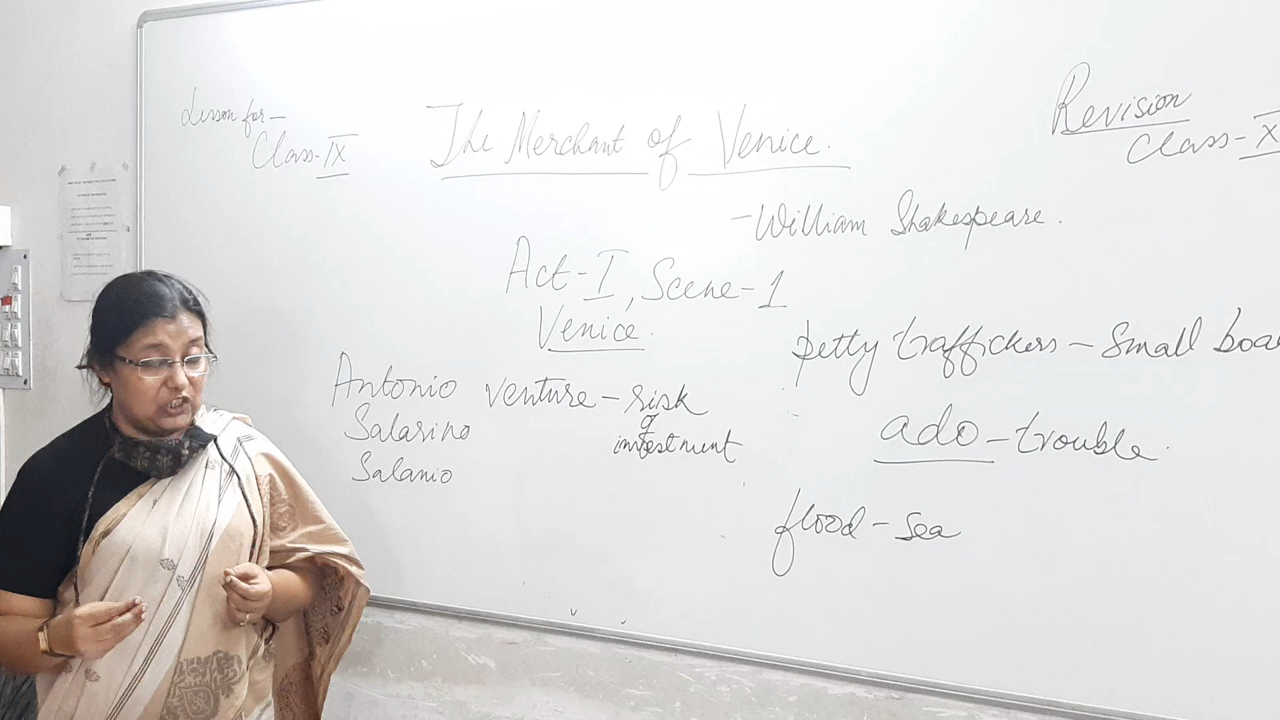 Lesson for-
Class-IX
The Merchant of Venice.
Revision
Class-X
-William Shakespeare.
Act-I, Scene-1
Venice.
petty traffickers - Small
Antonio
Salarino
Salanio
venture - risk
of
investment
ado - trouble.
flood - sea